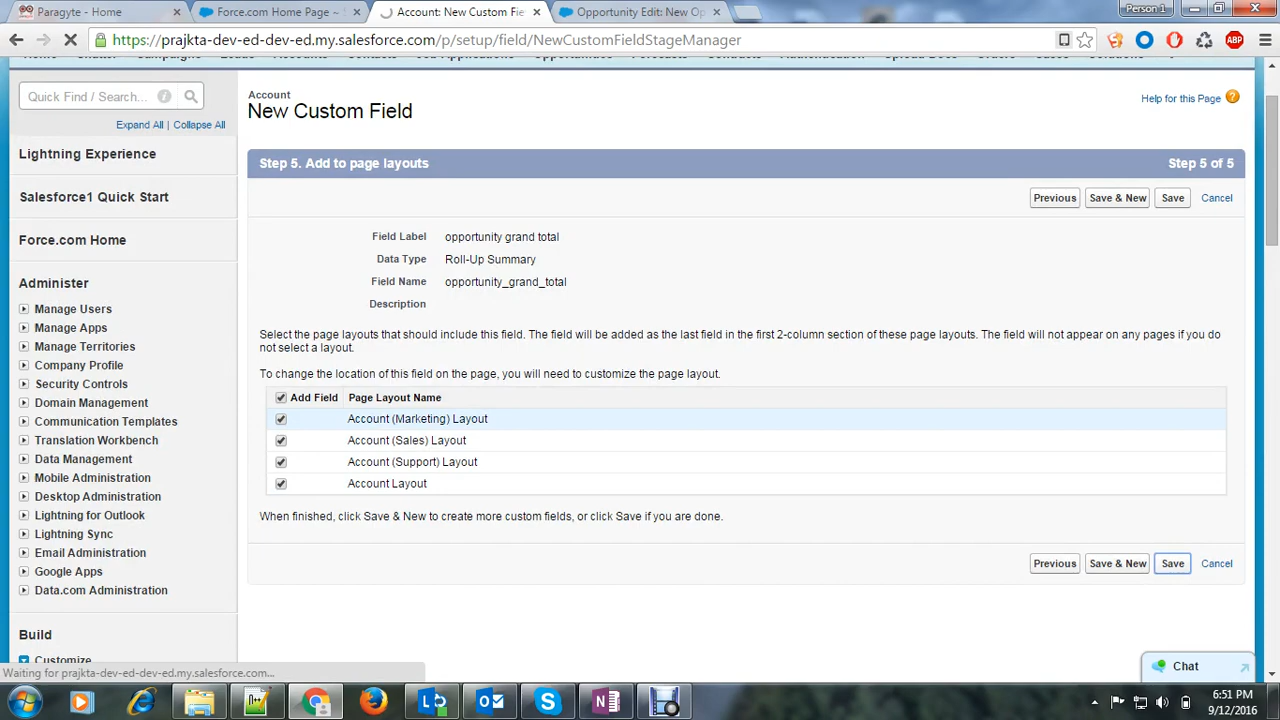 Paragyte - Home
Force.com Home Page ~ S
Account: New Custom Fie
Opportunity Edit: New Op
Person 1
https://prajkta-dev-ed-dev-ed.my.salesforce.com/p/setup/field/NewCustomFieldStageManager
ABP
Quick Find / Search...
Expand All | Collapse All
Lightning Experience
Salesforce1 Quick Start
Force.com Home
Administer
Manage Users
Manage Apps
Manage Territories
Company Profile
Security Controls
Domain Management
Communication Templates
Translation Workbench
Data Management
Mobile Administration
Desktop Administration
Lightning for Outlook
Lightning Sync
Email Administration
Google Apps
Data.com Administration
Build
Customize
Account
New Custom Field
Help for this Page
Step 5. Add to page layouts
Step 5 of 5
Previous
Save & New
Save
Cancel
Field Label opportunity grand total
Data Type Roll-Up Summary
Field Name opportunity_grand_total
Description
Select the page layouts that should include this field. The field will be added as the last field in the first 2-column section of these page layouts. The field will not appear on any pages if you do
not select a layout.
To change the location of this field on the page, you will need to customize the page layout.
Add Field Page Layout Name
Account (Marketing) Layout
Account (Sales) Layout
Account (Support) Layout
Account Layout
When finished, click Save & New to create more custom fields, or click Save if you are done.
Previous
Save & New
Save
Cancel
Chat
Waiting for prajkta-dev-ed-dev-ed.my.salesforce.com...
6:51 PM
9/12/2016